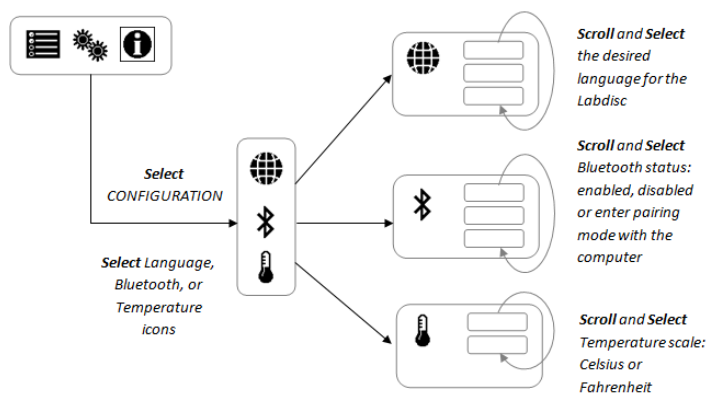 Scroll and Select
the desired
language for the
Labdisc
Select
CONFIGURATION
Scroll and Select
Bluetooth status:
enabled, disabled
or enter pairing
mode with the
computer
Select Language,
Bluetooth, or
Temperature
icons
Scroll and Select
Temperature scale:
Celsius or
Fahrenheit